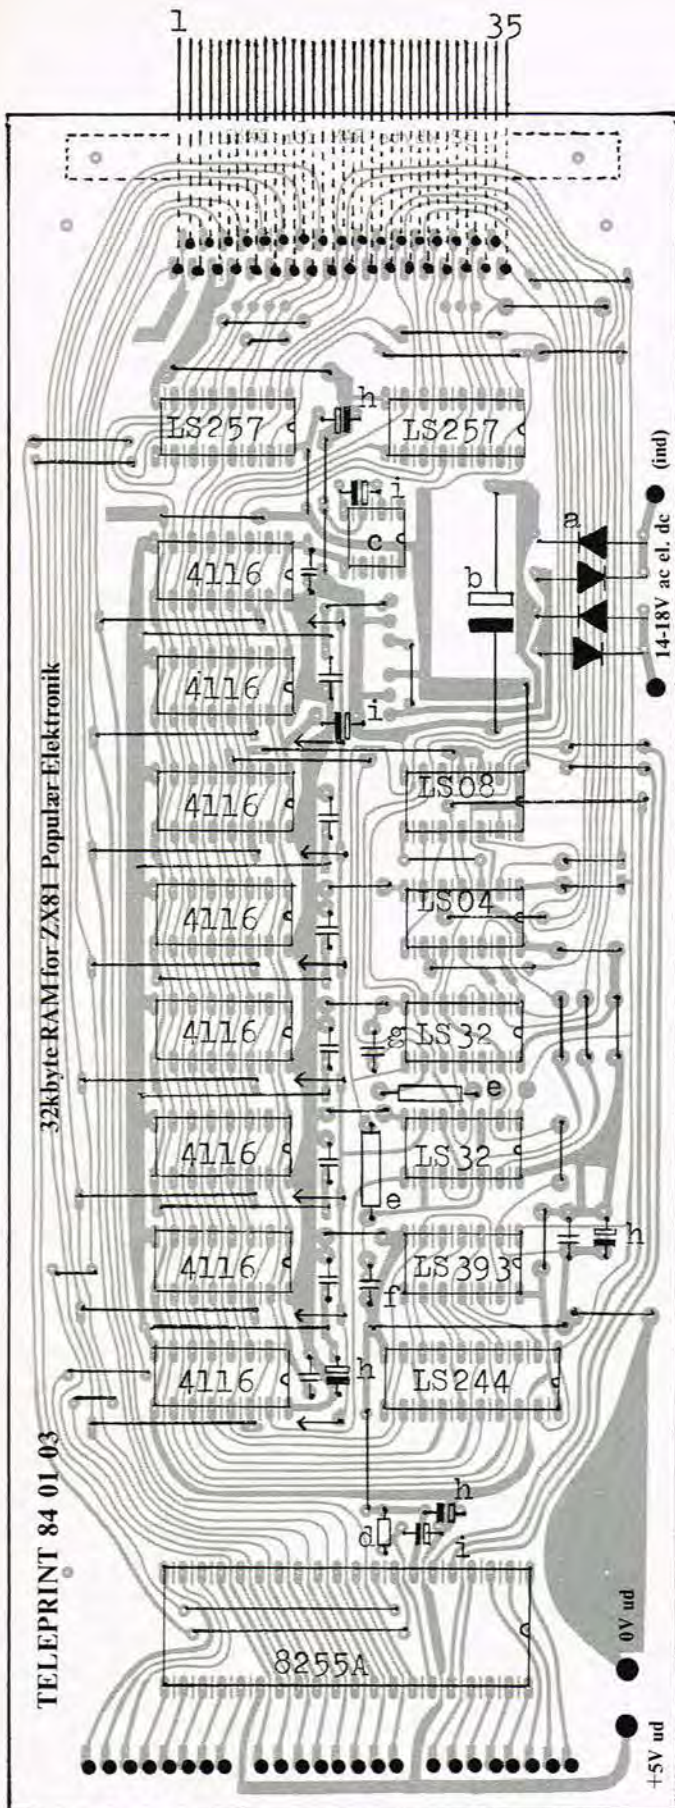 1 35
LS257 h LS257
i
c
4116
a
b
14-18V ac el. dc (ind)
4116
i
32kbyte RAM for ZX81 Popular Elektronik
4116 LS08
4116 LS04
4116 g LS32
e
4116 e LS32
4116 f LS393 h
4116 h LS244
TELEPRINT 84 01 03
h
d i
8255A
0V ud
+5V ud